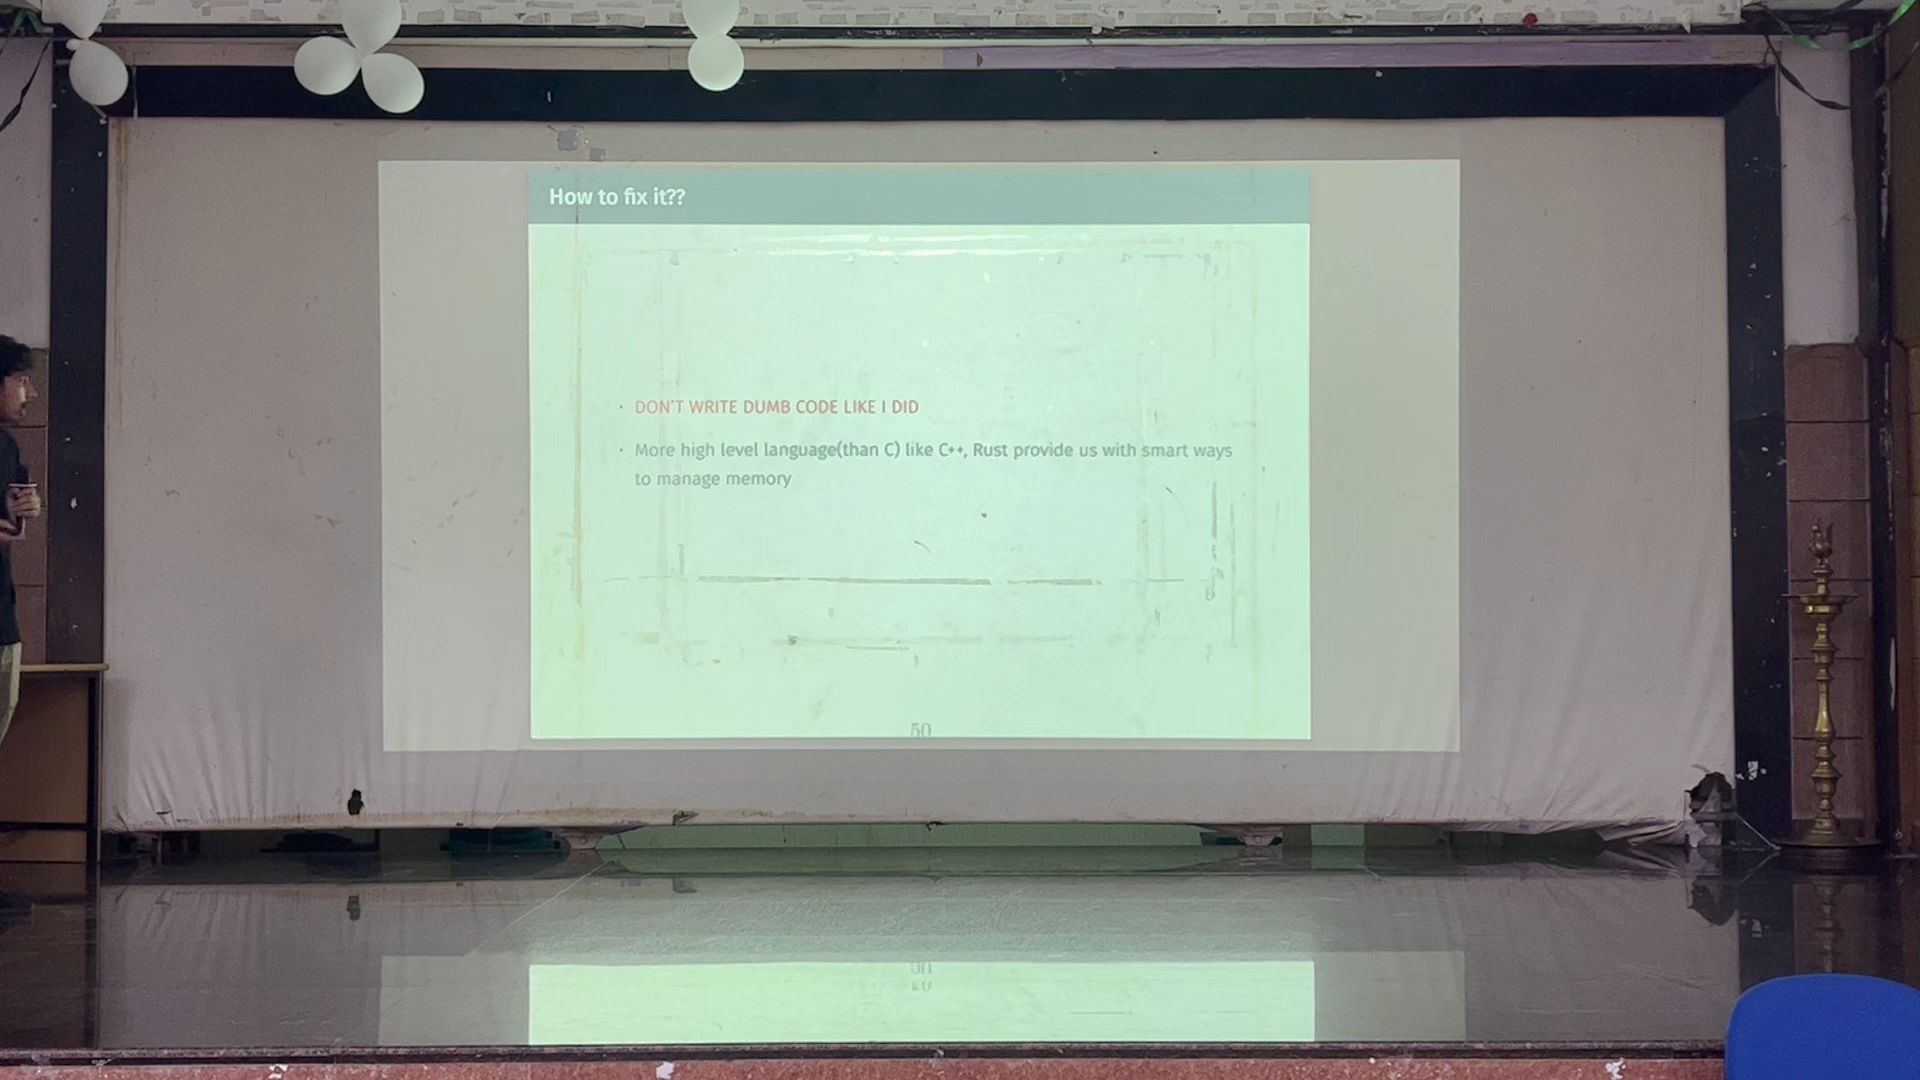 How to fix it??
· DON'T WRITE DUMB CODE LIKE I DID
· More high level language(than C) like C++, Rust provide us with smart ways
to manage memory
50